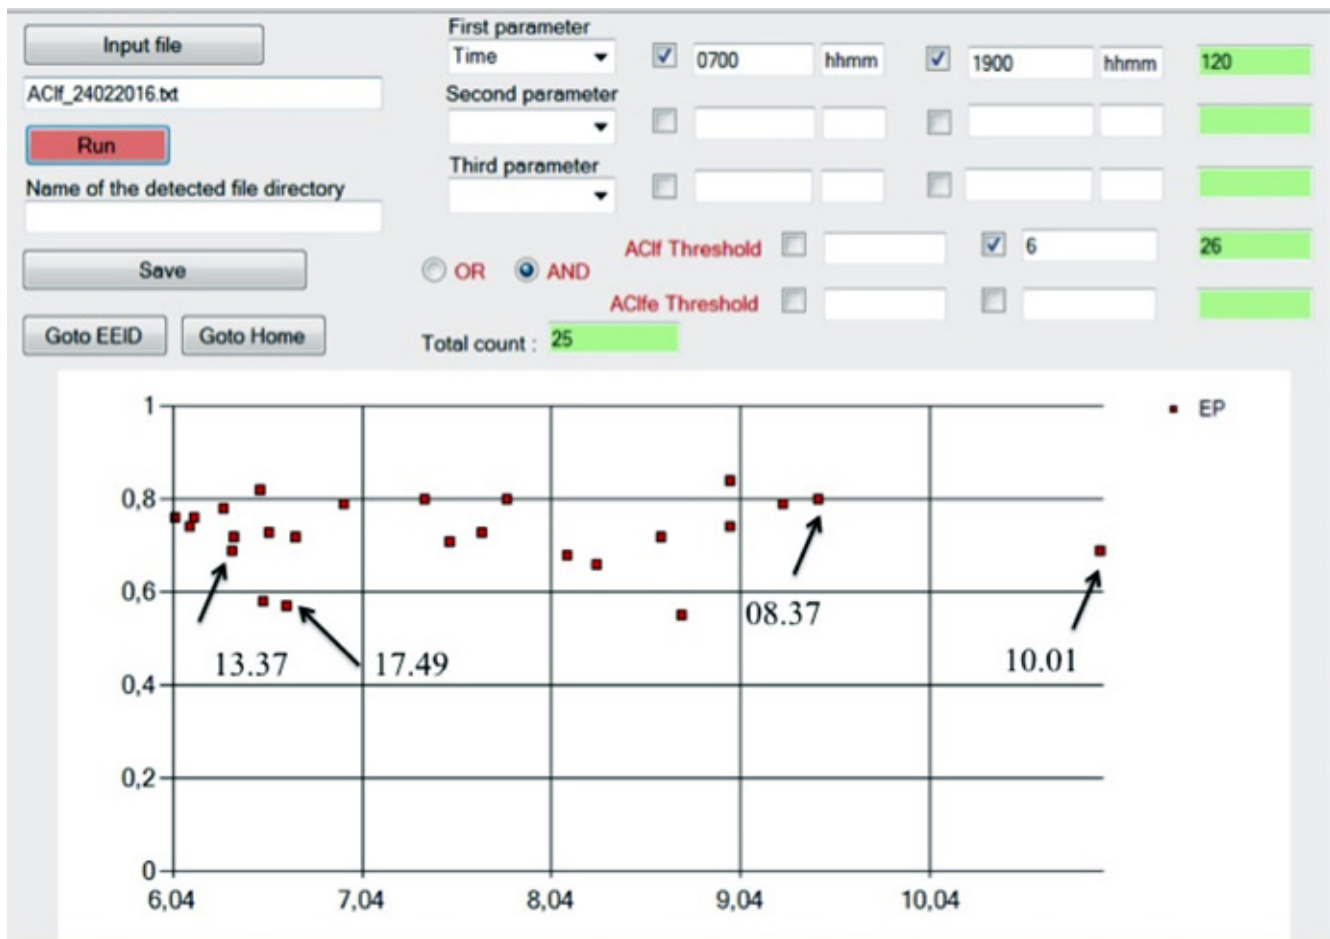 Input file
ACIf_24022016.txt
Run
Name of the detected file directory
Save
Goto EEID Goto Home
First parameter
Time 0700 hhmm 1900 hhmm 120
Second parameter
Third parameter
ACIf Threshold 6 26
OR AND
ACIfe Threshold
Total count : 25
1
0,8
0,6
0,4
0,2
0
6,04 7,04 8,04 9,04 10,04
EP
13.37
17.49
08.37
10.01